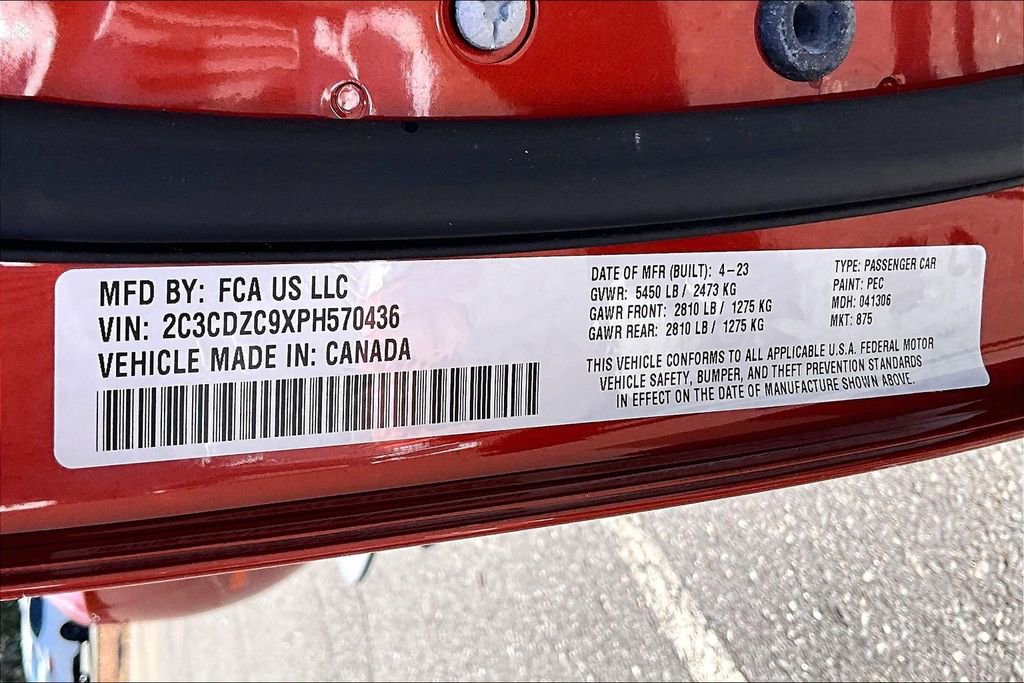 MFD BY: FCA US LLC
VIN: 2C3CDZC9XPH570436
VEHICLE MADE IN: CANADA
DATE OF MFR (BUILT): 4-23
GVWR: 5450 LB / 2473 KG
GAWR FRONT: 2810 LB / 1275 KG
GAWR REAR: 2810 LB / 1275 KG
TYPE: PASSENGER CAR
PAINT: PEC
MDH: 041306
MKT: 875
THIS VEHICLE CONFORMS TO ALL APPLICABLE U.S.A. FEDERAL MOTOR
VEHICLE SAFETY, BUMPER, AND THEFT PREVENTION STANDARDS
IN EFFECT ON THE DATE OF MANUFACTURE SHOWN ABOVE.